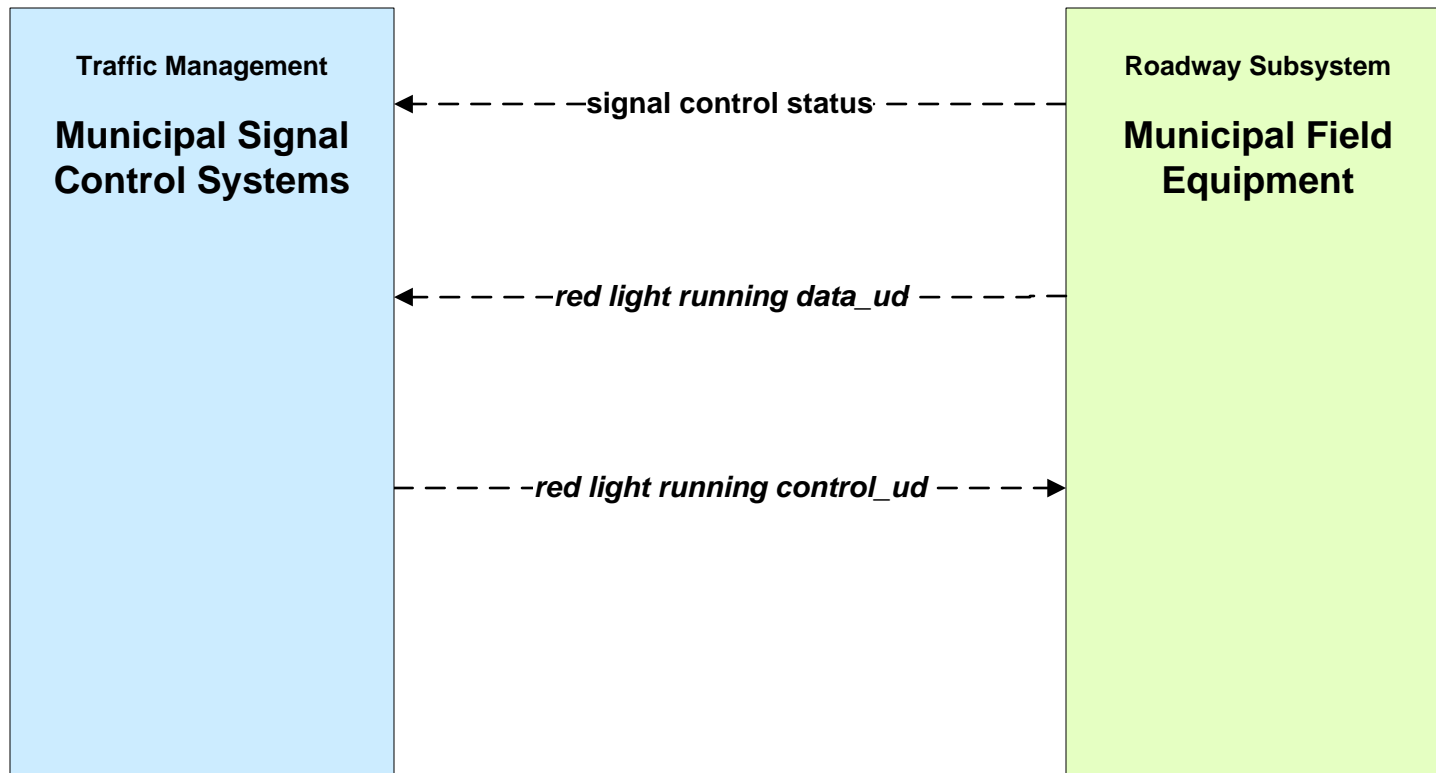 Traffic Management
Municipal Signal
Control Systems
signal control status
red light running data_ud
red light running control_ud
Roadway Subsystem
Municipal Field
Equipment